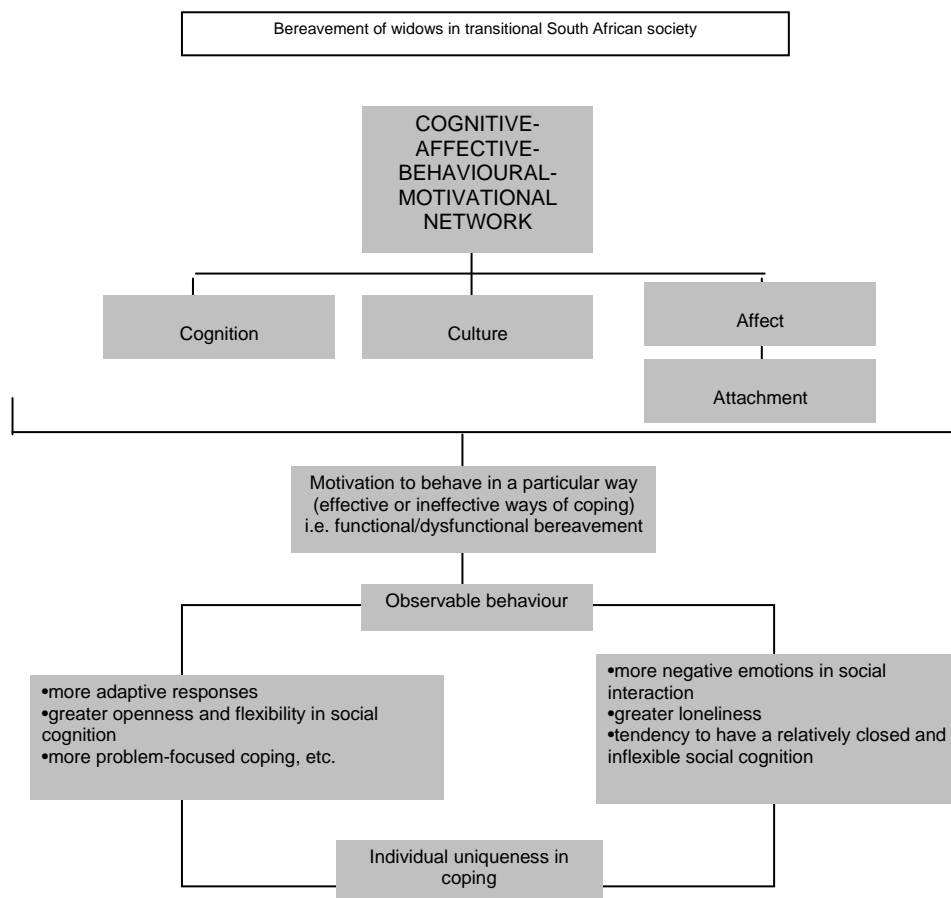 Bereavement of widows in transitional South African society
COGNITIVE-
AFFECTIVE-
BEHAVIOURAL-
MOTIVATIONAL
NETWORK
Cognition
Culture
Affect
Attachment
Motivation to behave in a particular way
(effective or ineffective ways of coping)
i.e. functional/dysfunctional bereavement
Observable behaviour
•more adaptive responses
•greater openness and flexibility in social
cognition
•more problem-focused coping, etc.
•more negative emotions in social
interaction
•greater loneliness
•tendency to have a relatively closed and
inflexible social cognition
Individual uniqueness in
coping